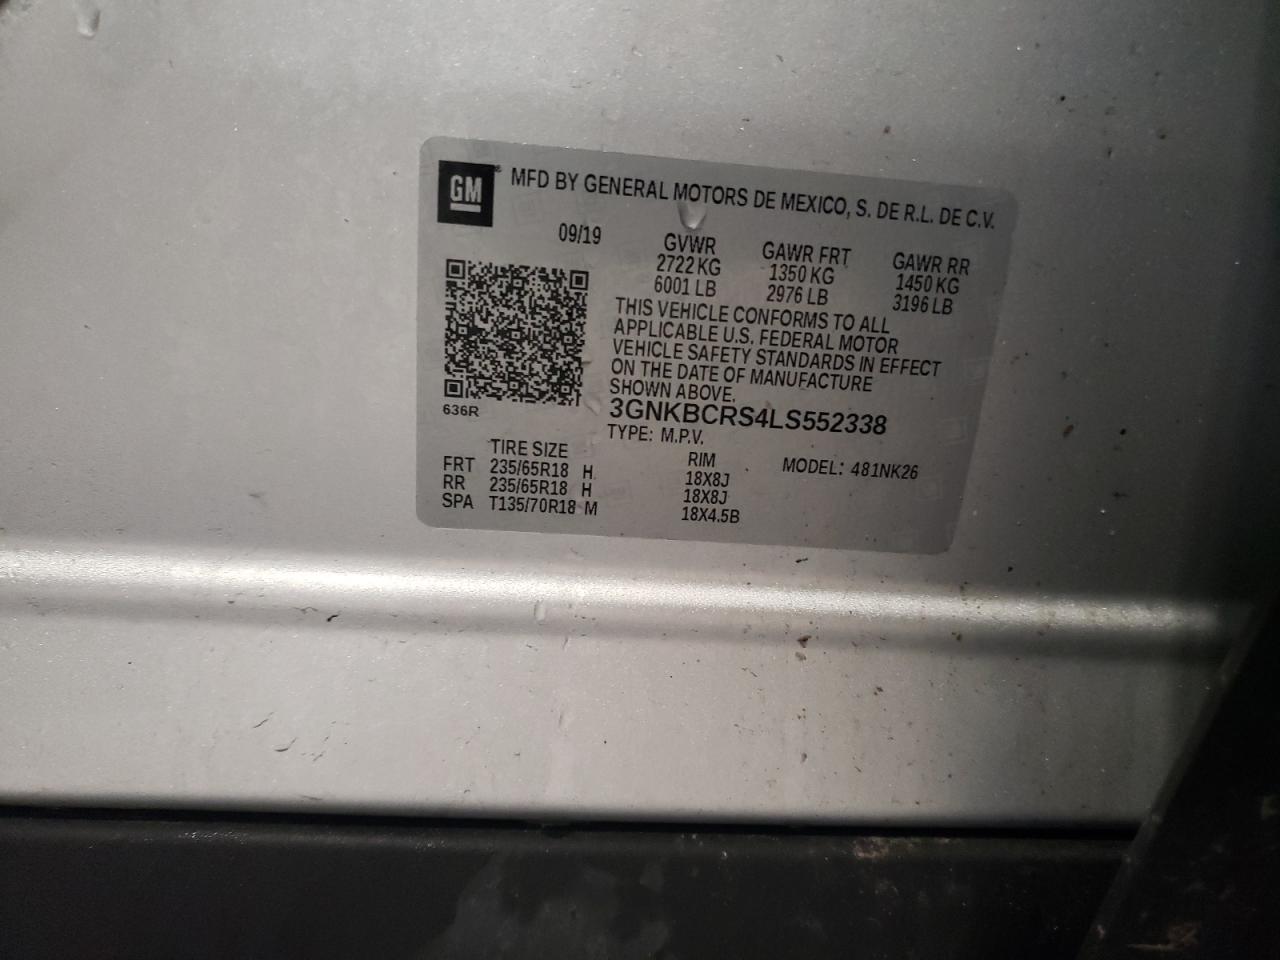 GM
MFD BY GENERAL MOTORS DE MEXICO, S. DE R.L. DE C.V.
09/19 GVWR GAWR FRT GAWR RR
2722 KG 1350 KG 1450 KG
6001 LB 2976 LB 3196 LB
THIS VEHICLE CONFORMS TO ALL
APPLICABLE U.S. FEDERAL MOTOR
VEHICLE SAFETY STANDARDS IN EFFECT
ON THE DATE OF MANUFACTURE
SHOWN ABOVE.
636R
3GNKBCRS4LS552338
TYPE: M.P.V.
TIRE SIZE RIM MODEL: 481NK26
FRT 235/65R18 H 18X8J
RR 235/65R18 H 18X8J
SPA T135/70R18 M 18X4.5B